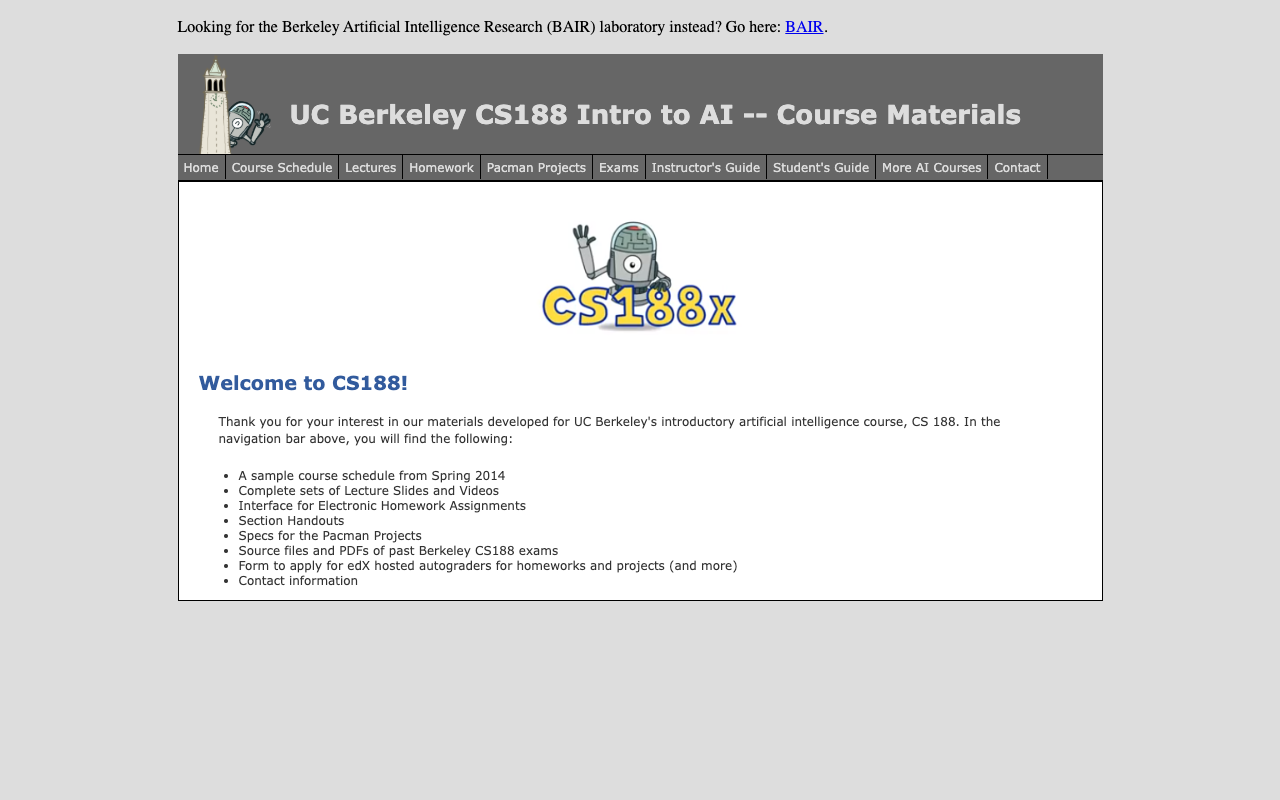 Looking for the Berkeley Artificial Intelligence Research (BAIR) laboratory instead? Go here: BAIR.
UC Berkeley CS188 Intro to AI -- Course Materials
Home Course Schedule Lectures Homework Pacman Projects Exams Instructor's Guide Student's Guide More AI Courses Contact
CS188x
Welcome to CS188!
Thank you for your interest in our materials developed for UC Berkeley's introductory artificial intelligence course, CS 188. In the
navigation bar above, you will find the following:
• A sample course schedule from Spring 2014
• Complete sets of Lecture Slides and Videos
• Interface for Electronic Homework Assignments
• Section Handouts
• Specs for the Pacman Projects
• Source files and PDFs of past Berkeley CS188 exams
• Form to apply for edX hosted autograders for homeworks and projects (and more)
• Contact information